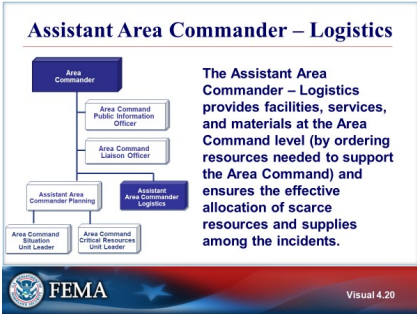 Assistant Area Commander – Logistics
Area
Commander
Area Command
Public Information
Officer
Area Command
Liaison Officer
Assistant Area
Commander Planning
Assistant
Area Commander
Logistics
Area Command
Situation
Unit Leader
Area Command
Critical Resources
Unit Leader
The Assistant Area
Commander – Logistics
provides facilities, services,
and materials at the Area
Command level (by ordering
resources needed to support
the Area Command) and
ensures the effective
allocation of scarce
resources and supplies
among the incidents.
FEMA
Visual 4.20